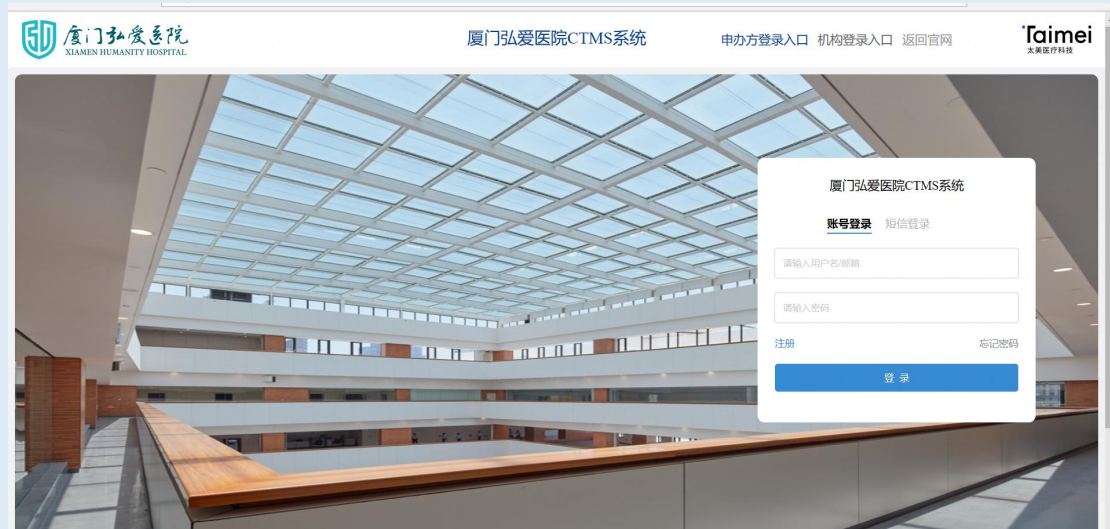 厦门弘爱医院
XIAMEN HUMANITY HOSPITAL
厦门弘爱医院CTMS系统
申办方登录入口 机构登录入口 返回官网
Taimei
太美医疗科技
厦门弘爱医院CTMS系统
账号登录 短信登录
请输入用户名/邮箱
请输入密码
注册 忘记密码
登 录